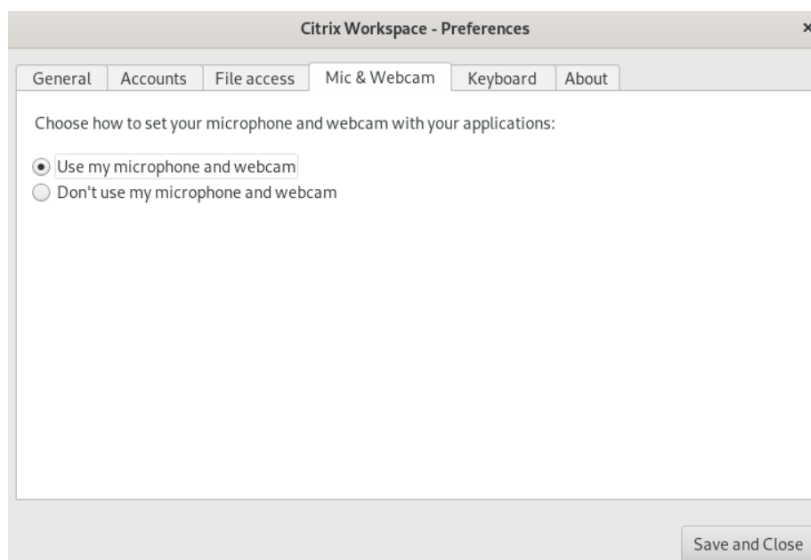 Citrix Workspace - Preferences
General Accounts File access Mic & Webcam Keyboard About
Choose how to set your microphone and webcam with your applications:
Use my microphone and webcam
Don't use my microphone and webcam
Save and Close